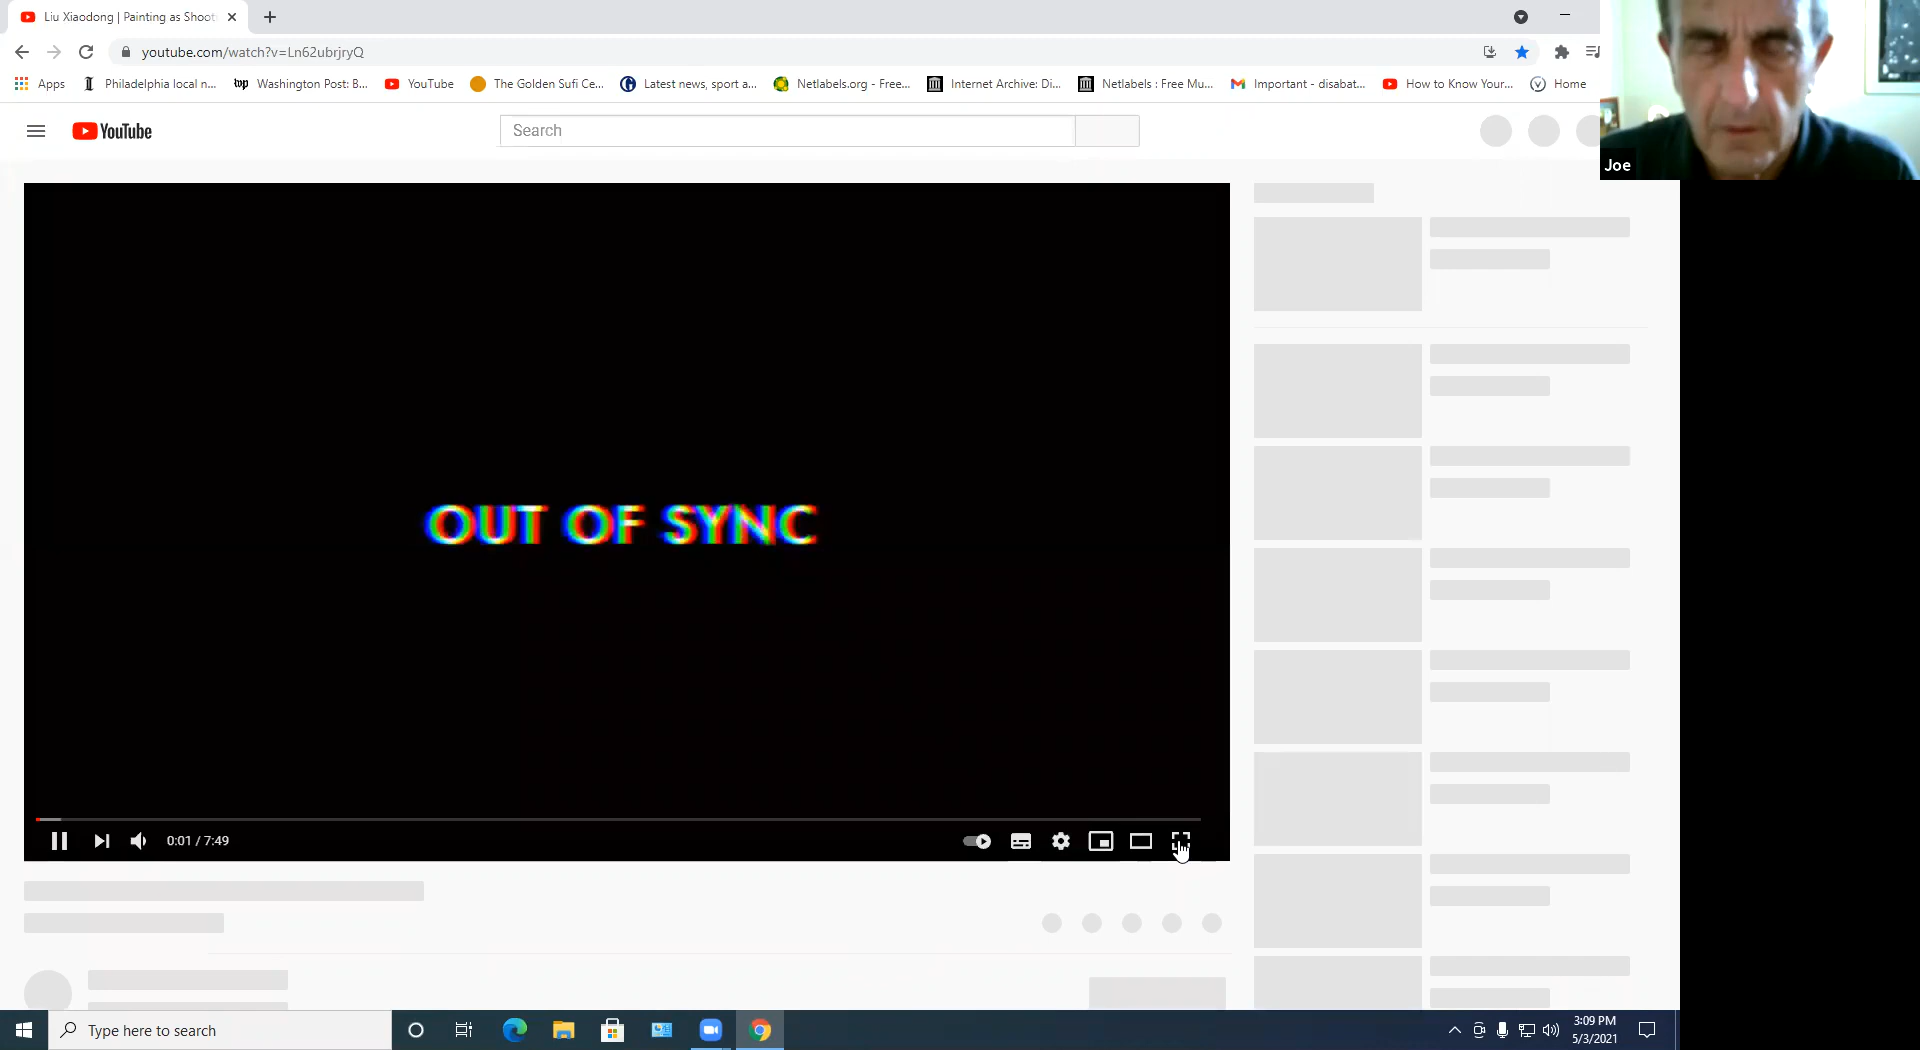 Liu Xiaodong | Painting as Shoot
youtube.com/watch?v=Ln62ubrjryQ
Apps
Philadelphia local n...
wp
Washington Post: B...
YouTube
The Golden Sufi Ce...
Latest news, sport a...
Netlabels.org - Free...
Internet Archive: Di...
Netlabels : Free Mu...
Important - disabat...
How to Know Your...
Home
YouTube
Search
Joe
OUT OF SYNC
0:01 / 7:49
Type here to search
3:09 PM
5/3/2021